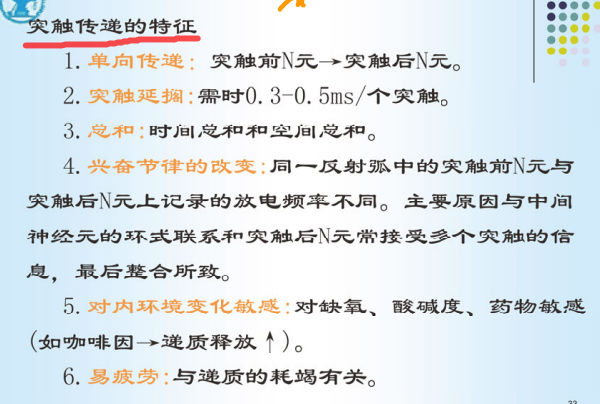 突触传递的特征
1.单向传递: 突触前N元→突触后N元。
2.突触延搁:需时0.3-0.5ms/个突触。
3.总和:时间总和和空间总和。
4.兴奋节律的改变:同一反射弧中的突触前N元与
突触后N元上记录的放电频率不同。主要原因与中间
神经元的环式联系和突触后N元常接受多个突触的信
息，最后整合所致。
5.对内环境变化敏感:对缺氧、酸碱度、药物敏感
(如咖啡因→递质释放↑)。
6.易疲劳:与递质的耗竭有关。